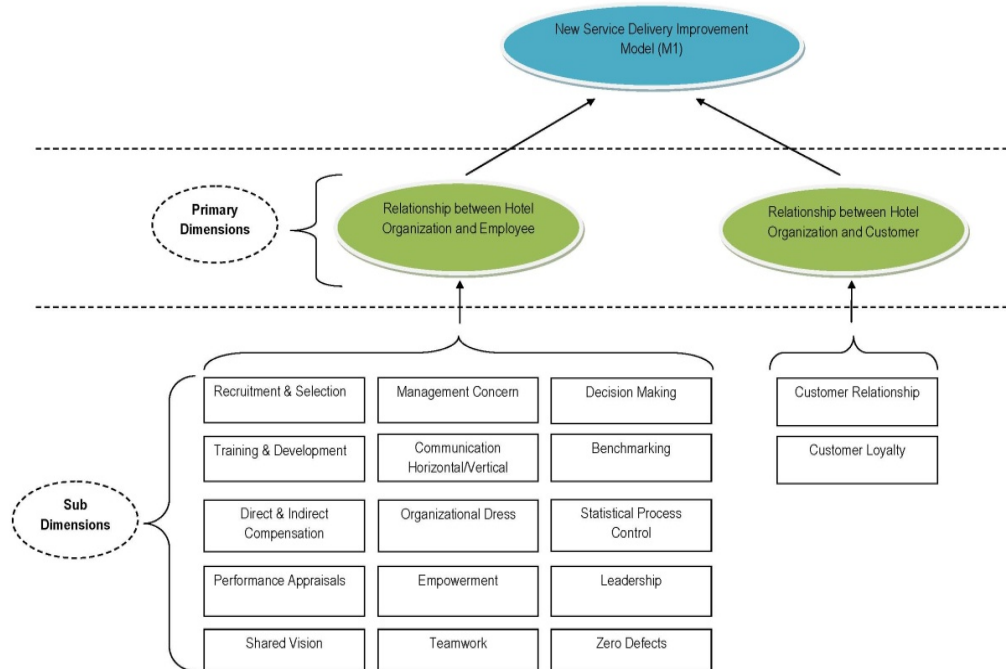 New Service Delivery Improvement
Model (M1)
Primary
Dimensions
Relationship between Hotel
Organization and Employee
Relationship between Hotel
Organization and Customer
Sub
Dimensions
Recruitment & Selection
Management Concern
Decision Making
Customer Relationship
Training & Development
Communication
Horizontal/Vertical
Benchmarking
Customer Loyalty
Direct & Indirect
Compensation
Organizational Dress
Statistical Process
Control
Performance Appraisals
Empowerment
Leadership
Shared Vision
Teamwork
Zero Defects